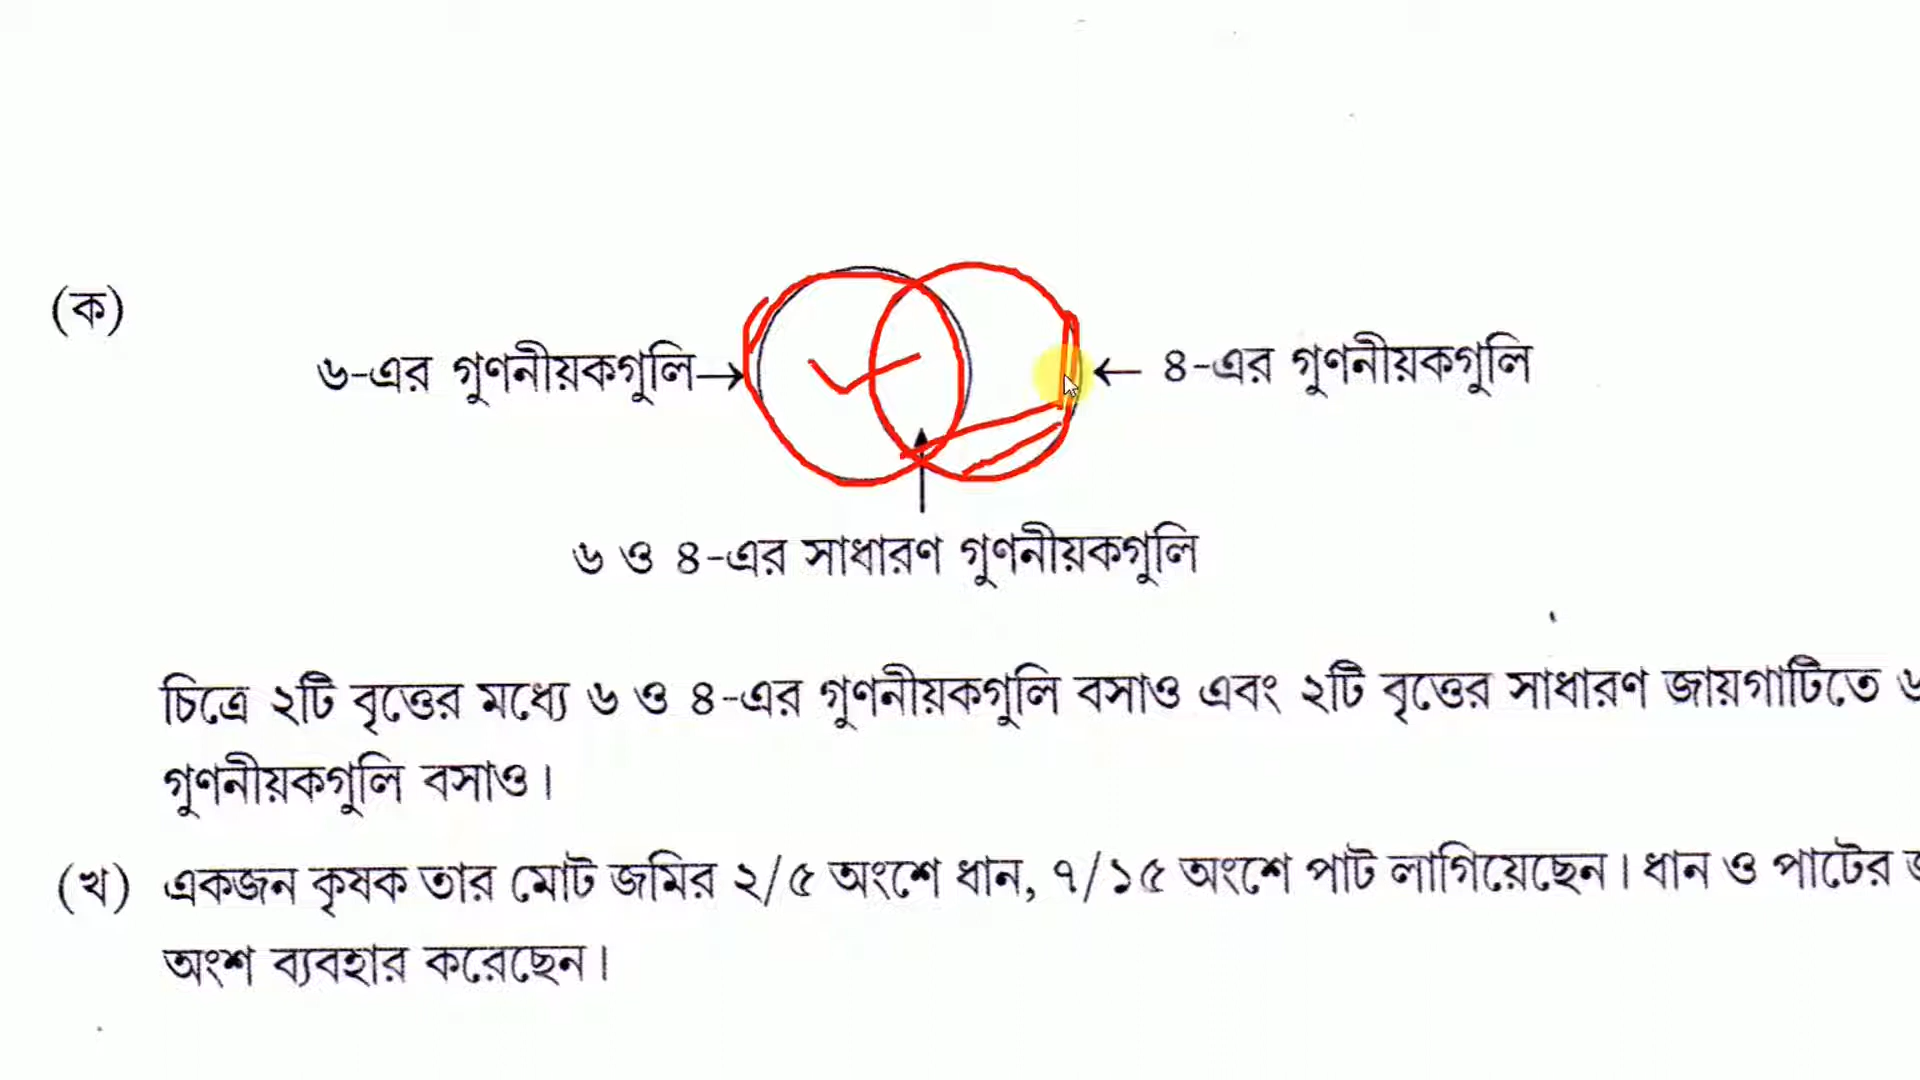 (ক)
৬-এর গুণনীয়কগুলি→ ← ৪-এর গুণনীয়কগুলি
৬ ও ৪-এর সাধারণ গুণনীয়কগুলি
চিত্রে ২টি বৃত্তের মধ্যে ৬ ও ৪-এর গুণনীয়কগুলি বসাও এবং ২টি বৃত্তের সাধারণ জায়গাটিতে ৬
গুণনীয়কগুলি বসাও।
(খ) একজন কৃষক তার মোট জমির ২/৫ অংশে ধান, ৭/১৫ অংশে পাট লাগিয়েছেন। ধান ও পাটের
অংশ ব্যবহার করেছেন।